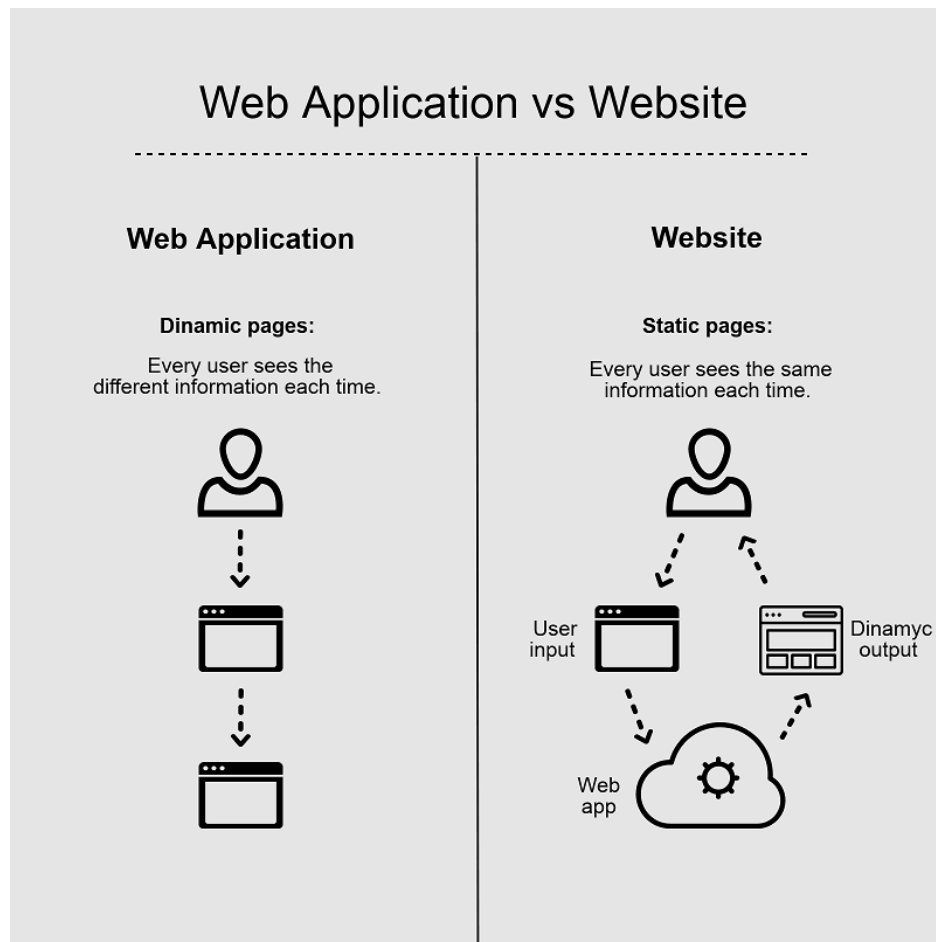 Web Application vs Website
Web Application
Dinamic pages:
Every user sees the
different information each time.
Website
Static pages:
Every user sees the same
information each time.
User
input
Dinamyc
output
Web
app